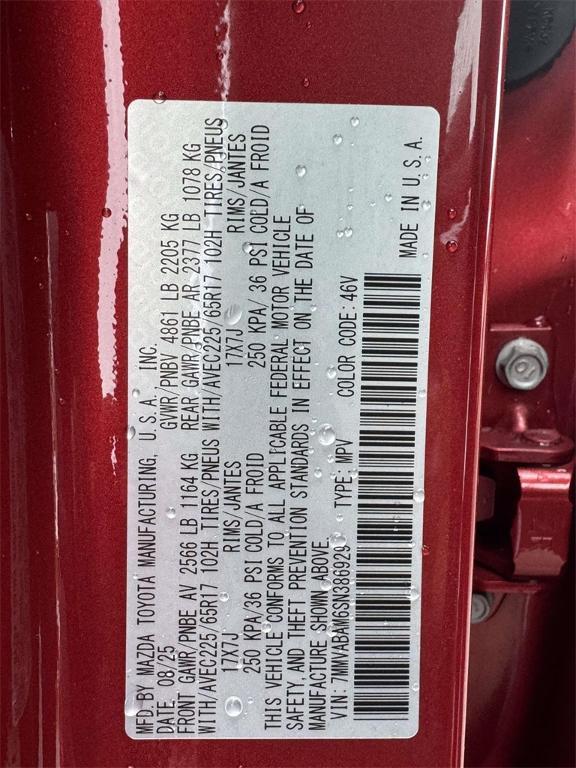 MFD.BY MAZDA TOYOTA MANUFACTURING, U.S.A. INC.
DATE: 08/25 GVWR/PNBV 4861 LB 2205 KG
FRONT GAWR/PNBE AV 2566 LB 1164 KG REAR GAWR/PNBE AR 2377 LB 1078 KG
WITH/AVEC225/65R17 102H TIRES/PNEUS WITH/AVEC225/65R17 102H TIRES/PNEUS
17X7J RIMS/JANTES 17X7J RIMS/JANTES
250 KPA/36 PSI COLD/A FROID 250 KPA/ 36 PSI COLD/A FROID
THIS VEHICLE CONFORMS TO ALL APPLICABLE FEDERAL MOTOR VEHICLE
SAFETY, AND THEFT PREVENTION STANDARDS IN EFFECT ON THE DATE OF
MANUFACTURE SHOWN ABOVE.
VIN: 7MMVABAM6SN386929 TYPE: MPV COLOR CODE: 46V
MADE IN U.S.A.